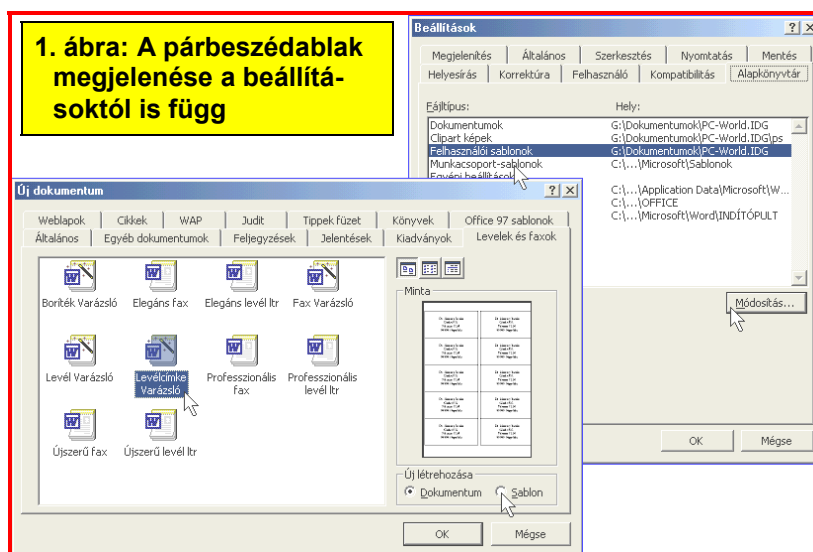 1. ábra: A párbeszédablak
megjelenése a beállítá-
soktól is függ
Beállítások
Megjelenítés Általános Szerkesztés Nyomtatás Mentés
Helyesírás Korrektúra Felhasználó Kompatibilitás Alapkönyvtár
Fájltípus: Hely:
Dokumentumok G:\Dokumentumok\PC-World.IDG
Clipart képek G:\Dokumentumok\PC-World.IDG\ps
Felhasználói sablonok G:\Dokumentumok\PC-World.IDG
Munkacsoport-sablonok C:\...\Microsoft\Sablonok
Egyéni beállítások
C:\...\Application Data\Microsoft\W...
C:\...\OFFICE
C:\...\Microsoft\Word\INDÍTÓPULT
Módosítás...
OK Mégse
Új dokumentum
Weblapok Cikkek WAP Judit Tippek füzet Könyvek Office 97 sablonok
Általános Egyéb dokumentumok Feljegyzések Jelentések Kiadványok Levelek és faxok
Boríték Varázsló Elegáns fax Elegáns levél ltr Fax Varázsló
Levél Varázsló Levélcímke Varázsló Professzionális fax Professzionális levél ltr
Újszerű fax Újszerű levél ltr
Minta
Új létrehozása
Dokumentum Sablon
OK Mégse